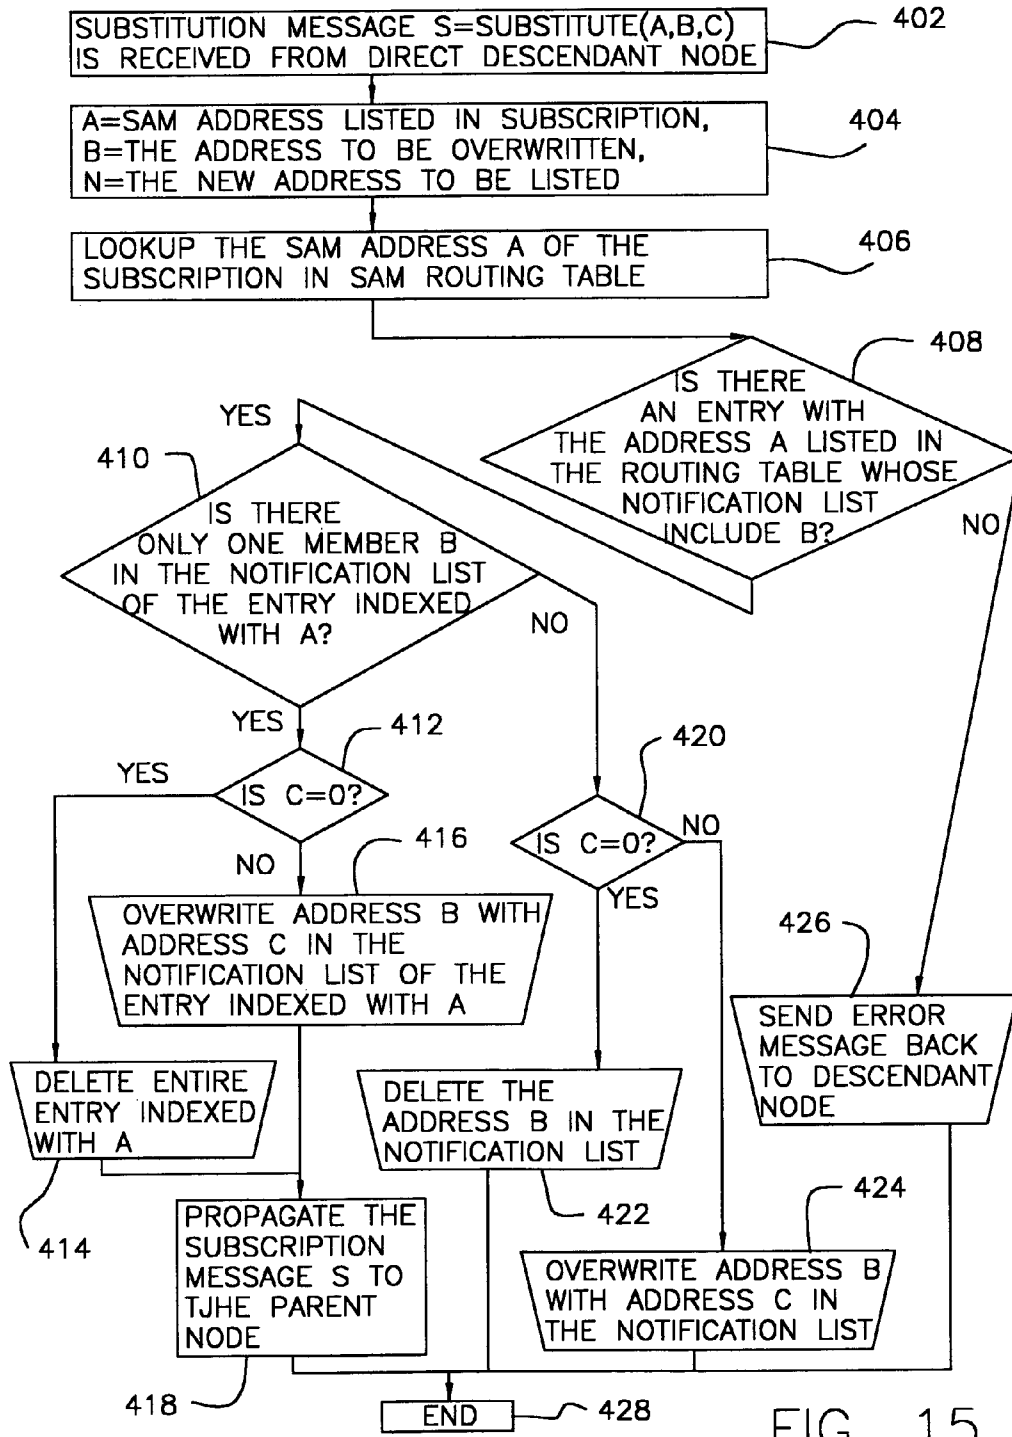 SUBSTITUTION MESSAGE S=SUBSTITUTE(A,B,C)
IS RECEIVED FROM DIRECT DESCENDANT NODE
402
A=SAM ADDRESS LISTED IN SUBSCRIPTION,
B=THE ADDRESS TO BE OVERWRITTEN,
N=THE NEW ADDRESS TO BE LISTED
404
LOOKUP THE SAM ADDRESS A OF THE
SUBSCRIPTION IN SAM ROUTING TABLE
406
408
IS THERE
AN ENTRY WITH
THE ADDRESS A LISTED IN
THE ROUTING TABLE WHOSE
NOTIFICATION LIST
INCLUDE B?
YES
NO
410
IS THERE
ONLY ONE MEMBER B
IN THE NOTIFICATION LIST
OF THE ENTRY INDEXED
WITH A?
NO
YES
412
IS C=0?
YES
NO
420
IS C=0?
NO
YES
416
OVERWRITE ADDRESS B WITH
ADDRESS C IN THE
NOTIFICATION LIST OF THE
ENTRY INDEXED WITH A
426
SEND ERROR
MESSAGE BACK
TO DESCENDANT
NODE
DELETE ENTIRE
ENTRY INDEXED
WITH A
414
DELETE THE
ADDRESS B IN THE
NOTIFICATION LIST
422
424
OVERWRITE ADDRESS B
WITH ADDRESS C IN
THE NOTIFICATION LIST
PROPAGATE THE
SUBSCRIPTION
MESSAGE S TO
TJHE PARENT
NODE
418
END
428
FIG. 15